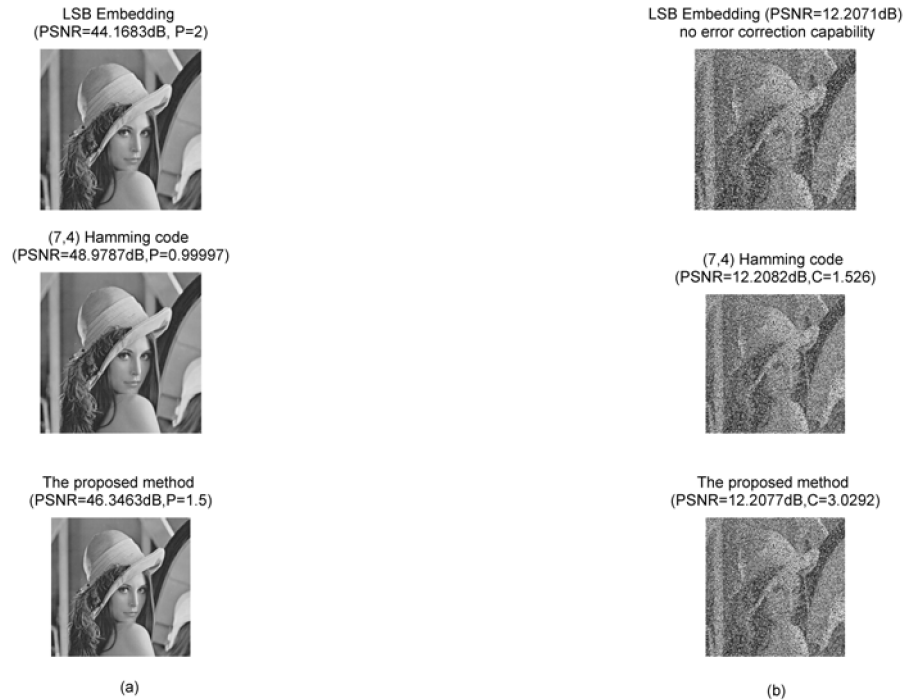 LSB Embedding
(PSNR=44.1683dB, P=2)
(7,4) Hamming code
(PSNR=48.9787dB,P=0.99997)
The proposed method
(PSNR=46.3463dB,P=1.5)
(a)
LSB Embedding (PSNR=12.2071dB)
no error correction capability
(7,4) Hamming code
(PSNR=12.2082dB,C=1.526)
The proposed method
(PSNR=12.2077dB,C=3.0292)
(b)